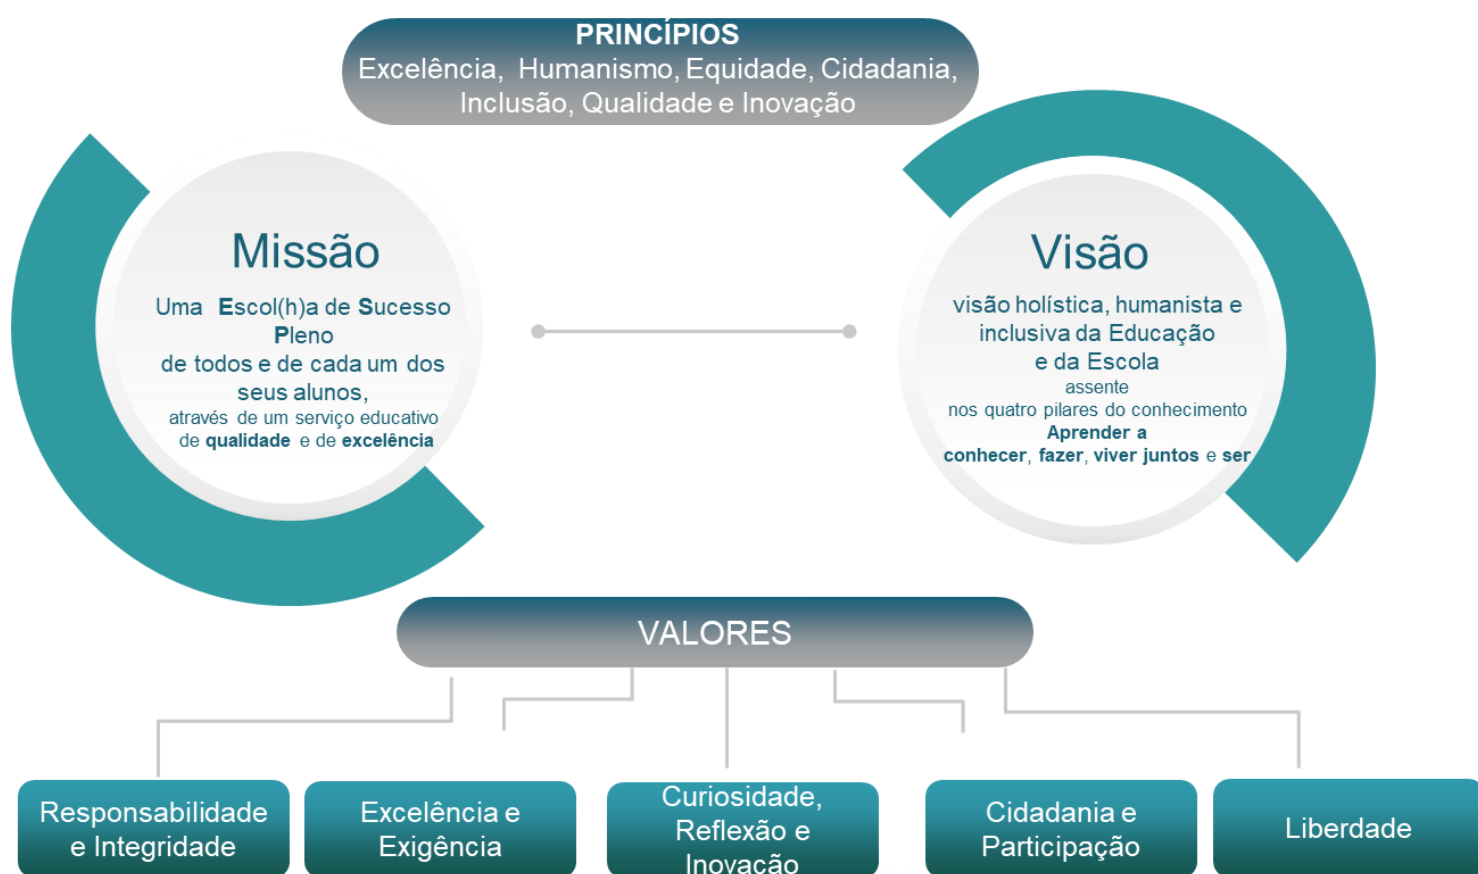 PRINCÍPIOS
Excelência, Humanismo, Equidade, Cidadania,
Inclusão, Qualidade e Inovação
Missão
Uma Escol(h)a de Sucesso
Pleno
de todos e de cada um dos
seus alunos,
através de um serviço educativo
de qualidade e de excelência
Visão
visão holística, humanista e
inclusiva da Educação
e da Escola
assente
nos quatro pilares do conhecimento
Aprender a
conhecer, fazer, viver juntos e ser
VALORES
Responsabilidade
e Integridade
Excelência e
Exigência
Curiosidade,
Reflexão e
Inovação
Cidadania e
Participação
Liberdade